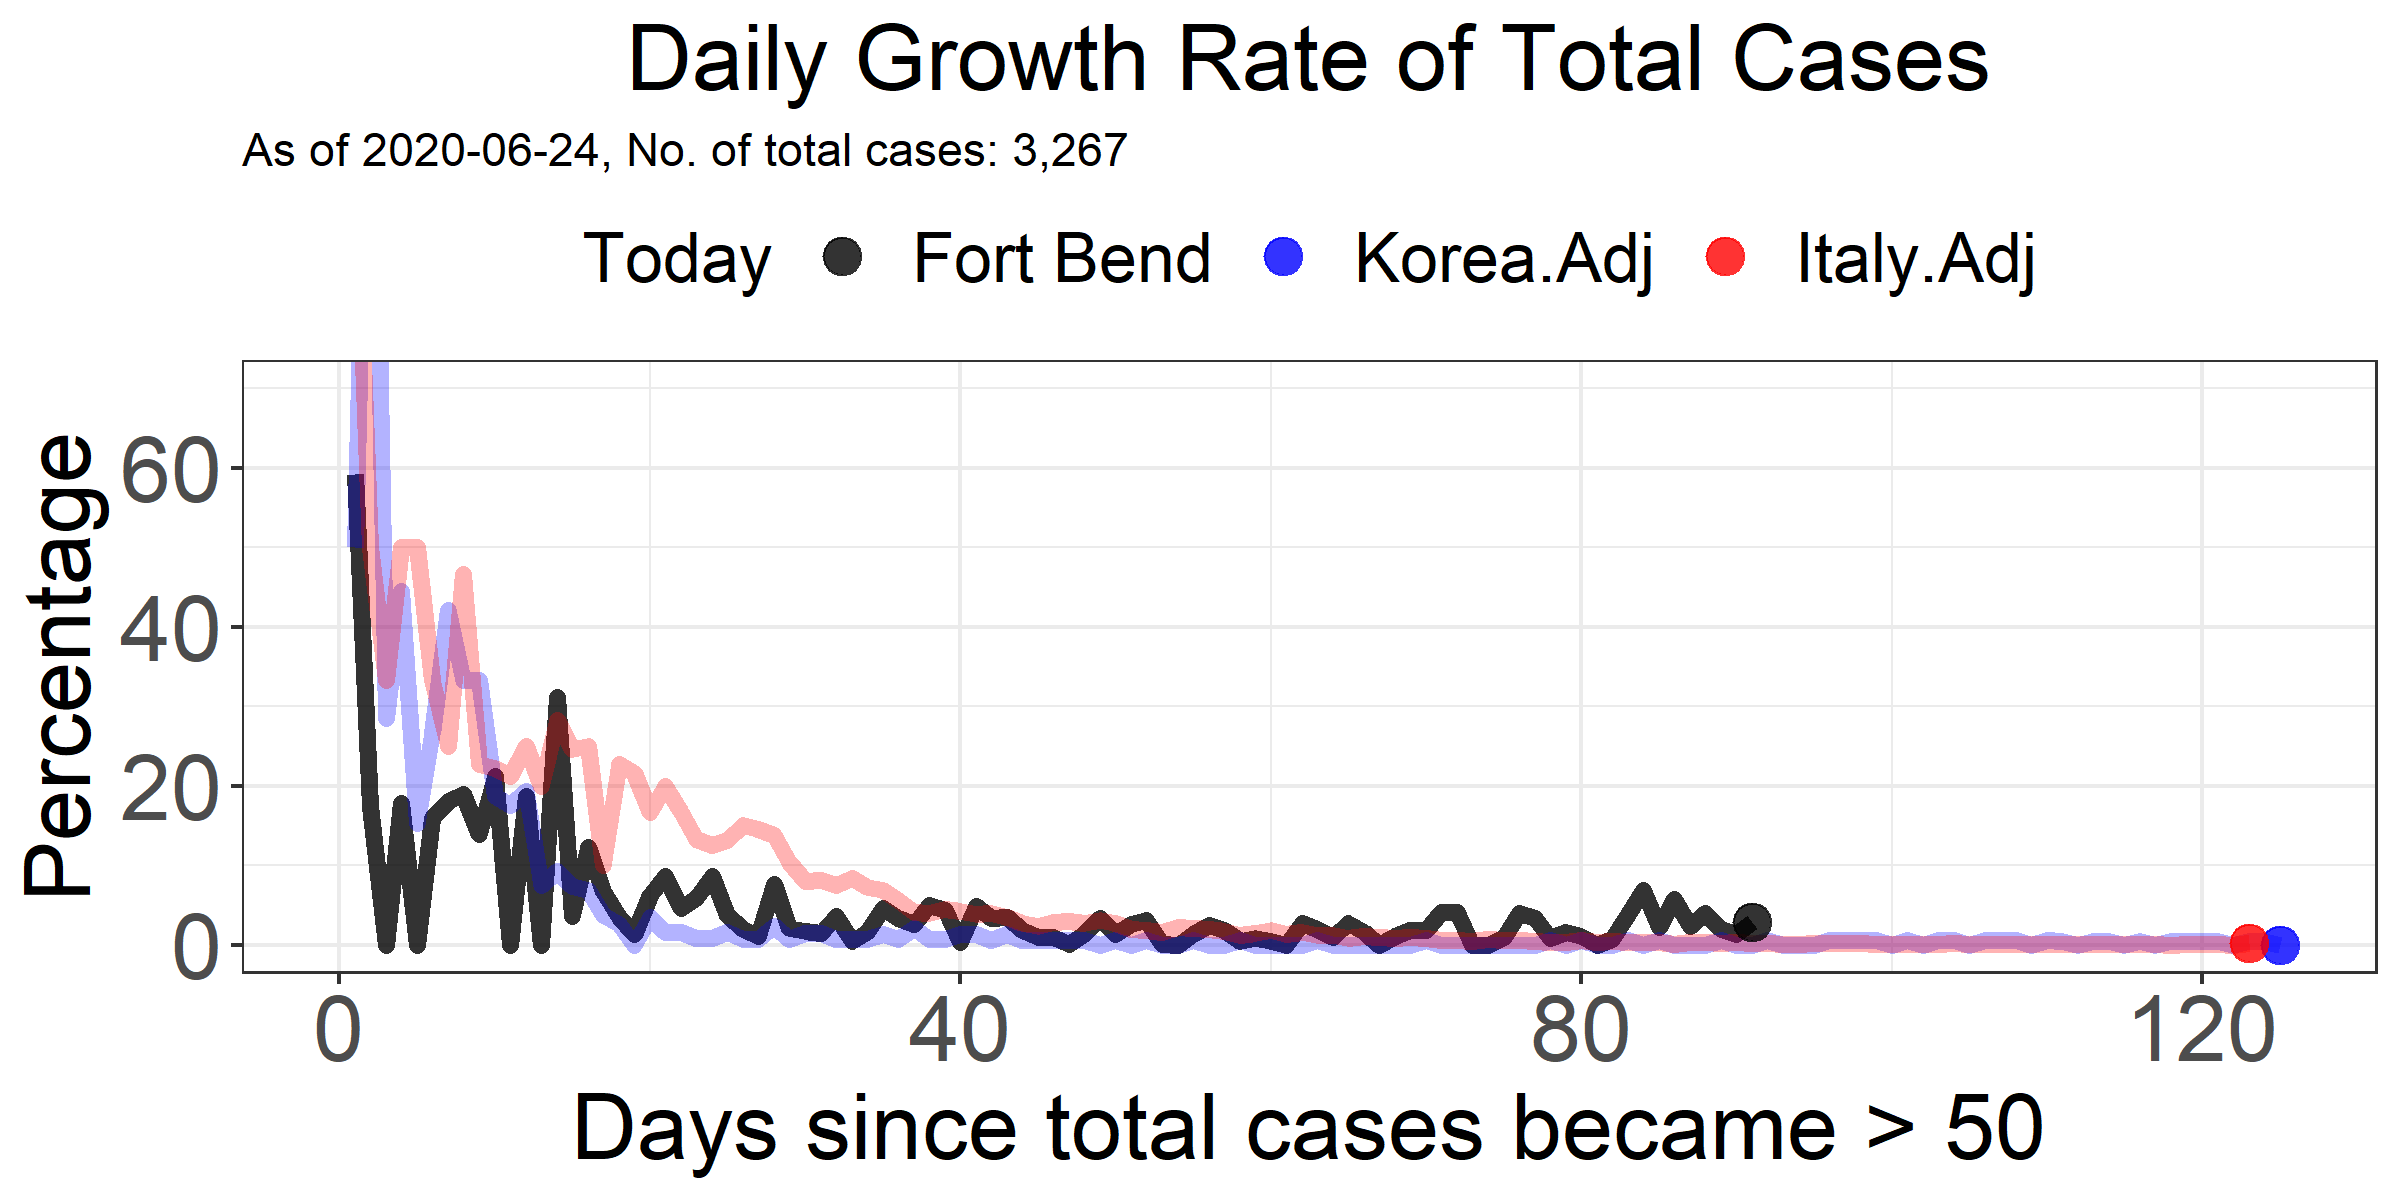 Daily Growth Rate of Total Cases
As of 2020-06-24, No. of total cases: 3,267
Today Fort Bend Korea.Adj Italy.Adj
Percentage
60
40
20
0
0 40 80 120
Days since total cases became > 50